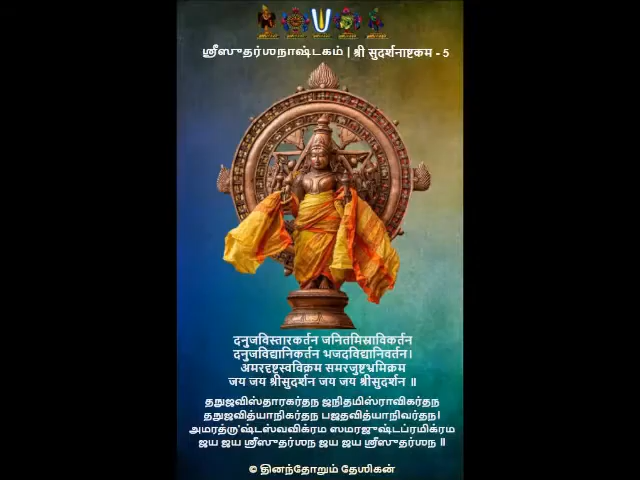 ஸ்ரீஸுதர்ஶநாஷ்டகம் | श्री सुदर्शनाष्टकम - 5
दनुजविस्तारकर्तन जनितमिस्राविकर्तन
दनुजविद्यानिकर्तन भजदविद्यानिवर्तन।
अमरदृष्टस्वविक्रम समरजुष्टभ्रमिक्रम
जय जय श्रीसुदर्शन जय जय श्रीसुदर्शन ॥
தநுஜவிஸ்தாரகர்தந ஜநிதமிஸ்ராவிகர்தந
தநுஜவித்யாநிகர்தந பஜதவித்யாநிவர்தந।
அமரத்ருʼஷ்டஸ்வவிக்ரம ஸமரஜுஷ்டப்ரமிக்ரம
ஜய ஜய ஸ்ரீஸுதர்ஶந ஜய ஜய ஸ்ரீஸுதர்ஶந ॥
© தினந்தோறும் தேஶிகன்